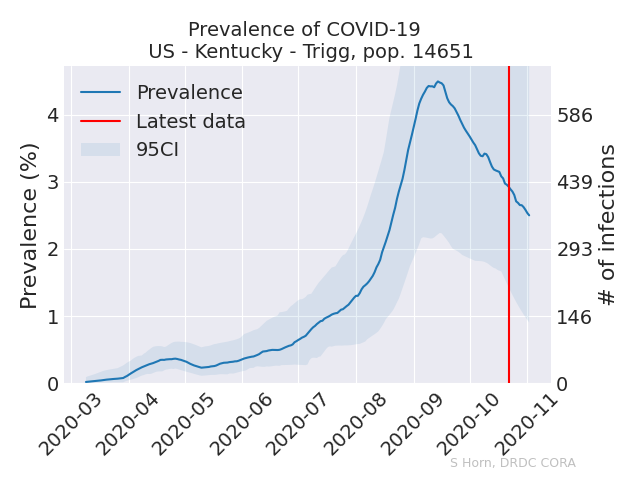 Prevalence of COVID-19
US - Kentucky - Trigg, pop. 14651
Prevalence
Latest data
95CI
Prevalence (%)
4
3
2
1
0
# of infections
586
439
293
146
0
2020-03
2020-04
2020-05
2020-06
2020-07
2020-08
2020-09
2020-10
2020-11
S Horn, DRDC CORA